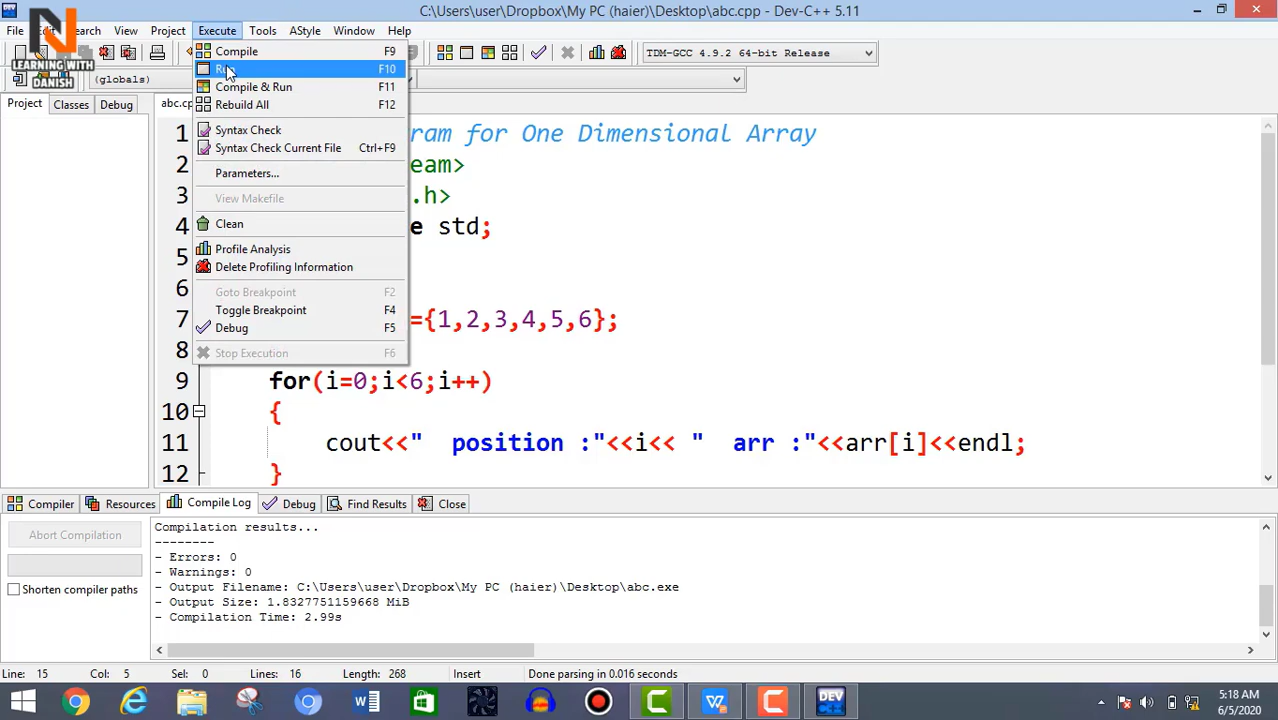 C:\Users\user\Dropbox\My PC (haier)\Desktop\abc.cpp - Dev-C++ 5.11
File
Search
View
Project
Execute
Tools
AStyle
Window
Help
LEARNING WITH
DANISH
(globals)
TDM-GCC 4.9.2 64-bit Release
Compile F9
Run F10
Compile & Run F11
Rebuild All F12
Syntax Check
Syntax Check Current File Ctrl+F9
Parameters...
View Makefile
Clean
Profile Analysis
Delete Profiling Information
Goto Breakpoint F2
Toggle Breakpoint F4
Debug F5
Stop Execution F6
Project
Classes
Debug
abc.cp
1 ram for One Dimensional Array
2 eam>
3 .h>
4 e std;
5
6
7 ={1,2,3,4,5,6};
8
9 for(i=0;i<6;i++)
10 {
11 cout<<"  position :"<<i<< "  arr :"<<arr[i]<<endl;
12 }
Compiler
Resources
Compile Log
Debug
Find Results
Close
Abort Compilation
Shorten compiler paths
Compilation results...
--------
- Errors: 0
- Warnings: 0
- Output Filename: C:\Users\user\Dropbox\My PC (haier)\Desktop\abc.exe
- Output Size: 1.8327751159668 MiB
- Compilation Time: 2.99s
Line: 15 Col: 5 Sel: 0 Lines: 16 Length: 268 Insert Done parsing in 0.016 seconds
DEV
5:18 AM
6/5/2020